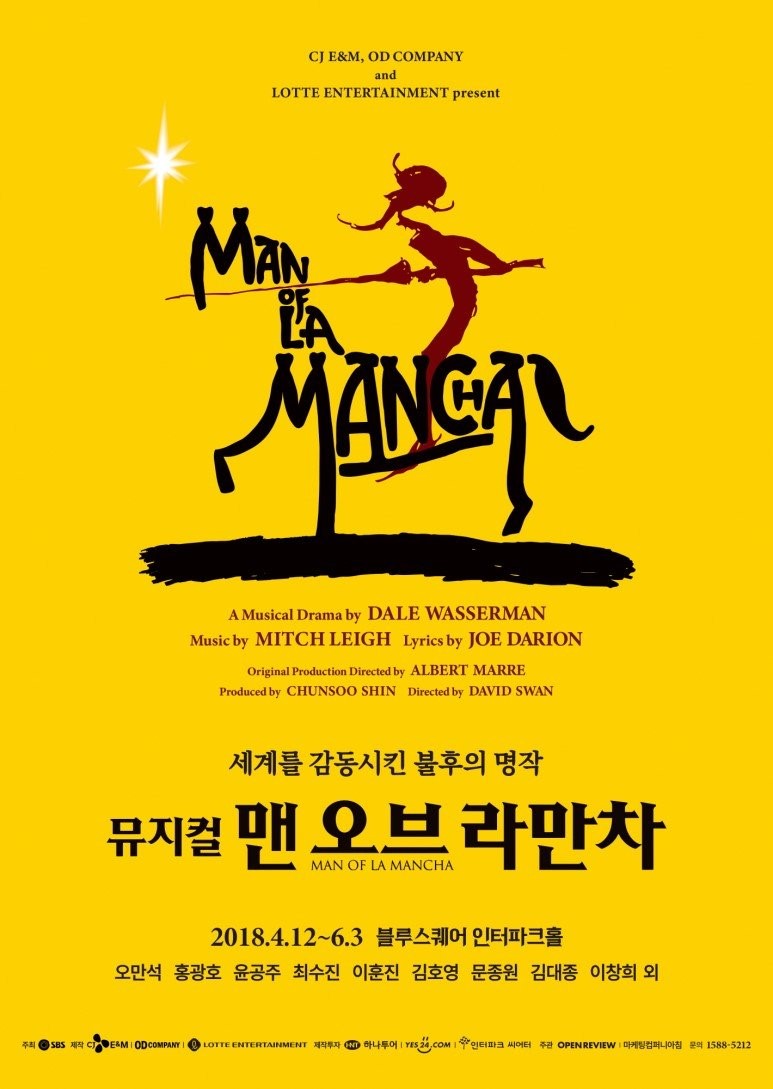 CJ E&M, OD COMPANY
and
LOTTE ENTERTAINMENT present
MAN
OF
LA
MANCHA
A Musical Drama by DALE WASSERMAN
Music by MITCH LEIGH Lyrics by JOE DARION
Original Production Directed by ALBERT MARRE
Produced by CHUNSOO SHIN Directed by DAVID SWAN
세계를 감동시킨 불후의 명작
뮤지컬 맨 오브 라만차
MAN OF LA MANCHA
2018.4.12~6.3 블루스퀘어 인터파크홀
오만석 홍광호 윤공주 최수진 이훈진 김호영 문종원 김대종 이창희 외
주최 SBS 제작 CJ E&M | OD COMPANY | LOTTE ENTERTAINMENT 제작투자 HNT 하나투어 | YES24.COM | 인터파크 씨어터 주관 OPEN REVIEW | 마케팅컴퍼니아침 문의 1588-5212